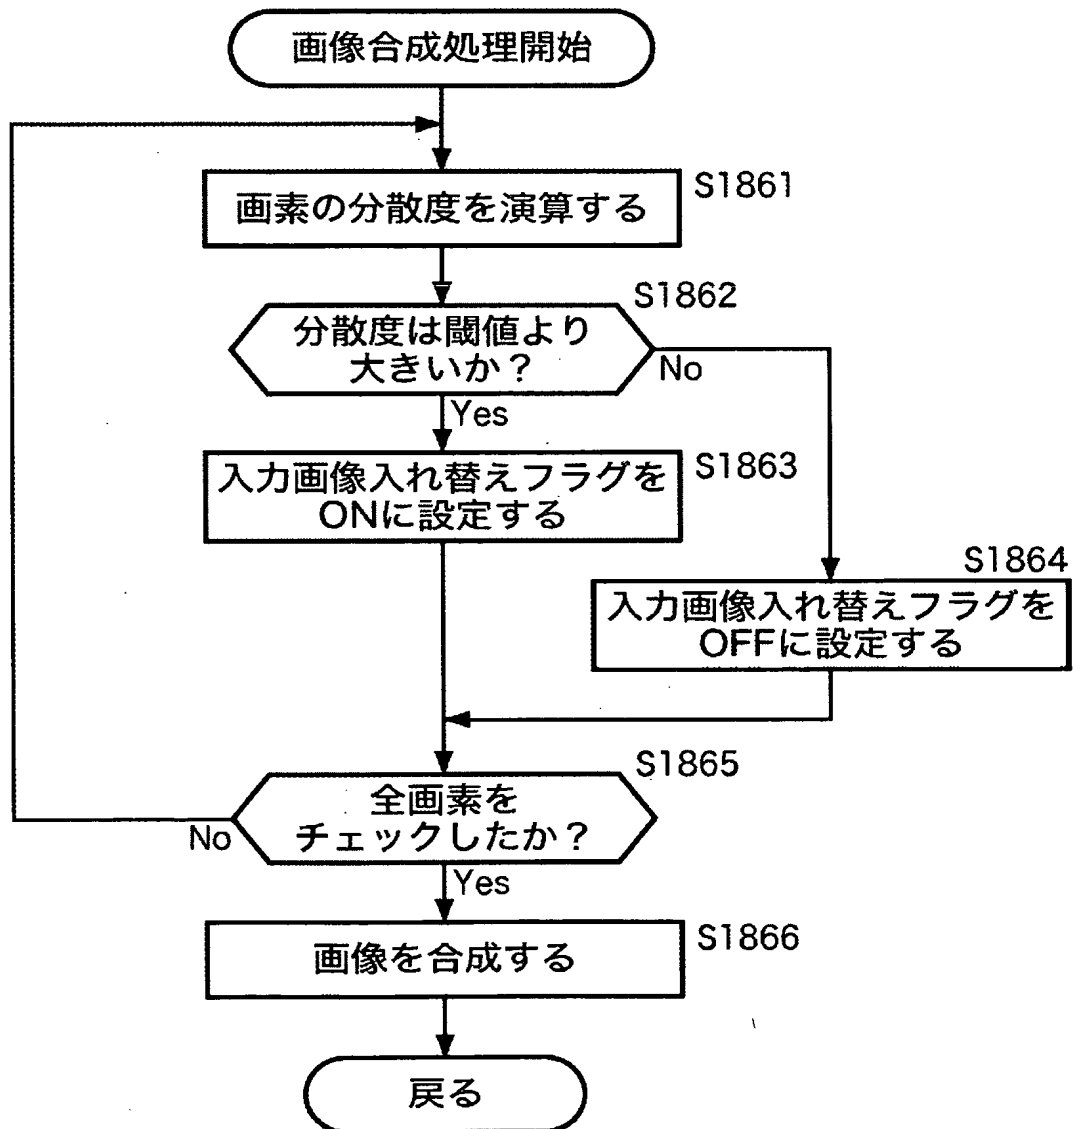 画像合成処理開始
S1861
画素の分散度を演算する
S1862
分散度は閾値より
大きいか？
No
Yes
S1863
入力画像入れ替えフラグを
ONに設定する
S1864
入力画像入れ替えフラグを
OFFに設定する
S1865
全画素を
チェックしたか？
No
Yes
S1866
画像を合成する
戻る